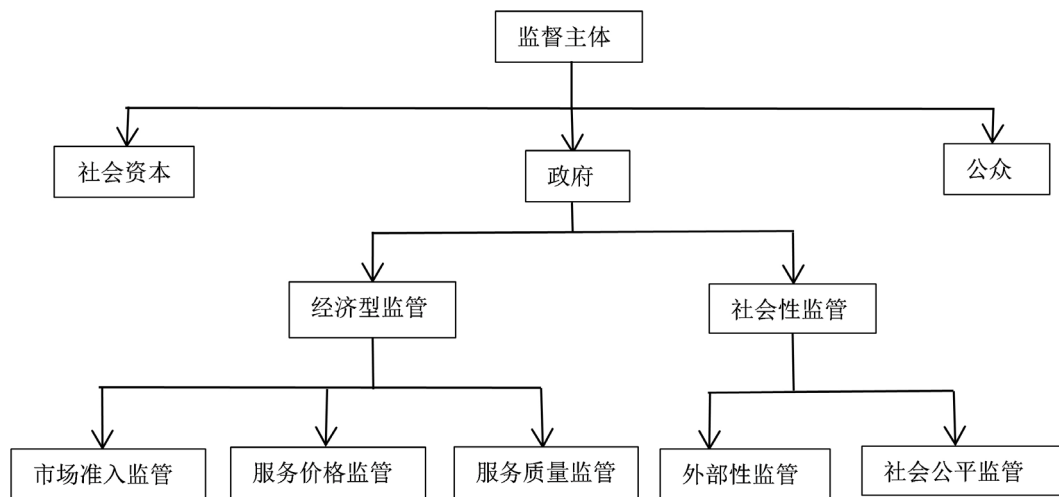 监督主体
社会资本
政府
公众
经济型监管
社会性监管
市场准入监管
服务价格监管
服务质量监管
外部性监管
社会公平监管